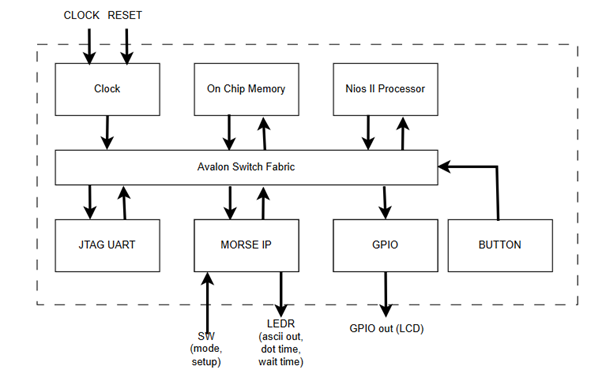 CLOCK RESET
Clock
On Chip Memory
Nios II Processor
Avalon Switch Fabric
JTAG UART
MORSE IP
GPIO
BUTTON
SW
(mode,
setup)
LEDR
(ascii out,
dot time,
wait time)
GPIO out (LCD)